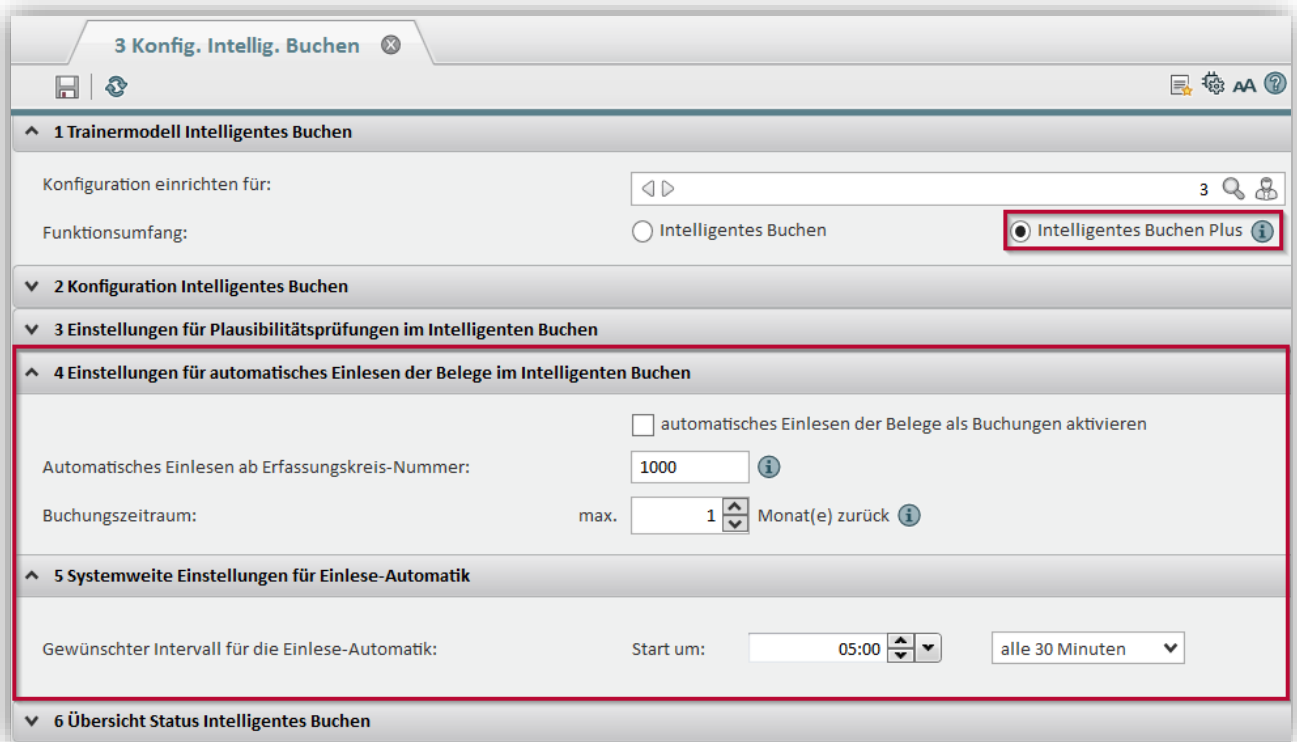 3 Konfig. Intellig. Buchen
AA
1 Trainermodell Intelligentes Buchen
Konfiguration einrichten für: 3
Funktionsumfang: Intelligentes Buchen Intelligentes Buchen Plus
2 Konfiguration Intelligentes Buchen
3 Einstellungen für Plausibilitätsprüfungen im Intelligenten Buchen
4 Einstellungen für automatisches Einlesen der Belege im Intelligenten Buchen
automatisches Einlesen der Belege als Buchungen aktivieren
Automatisches Einlesen ab Erfassungskreis-Nummer: 1000
Buchungszeitraum: max. 1 Monat(e) zurück
5 Systemweite Einstellungen für Einlese-Automatik
Gewünschter Intervall für die Einlese-Automatik: Start um: 05:00 alle 30 Minuten
6 Übersicht Status Intelligentes Buchen